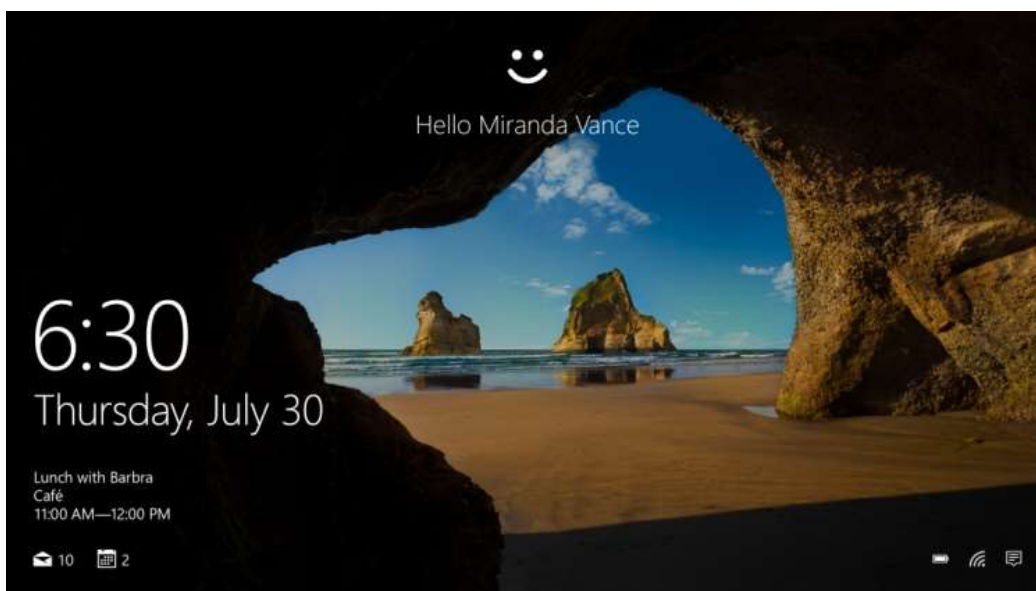 Hello Miranda Vance
6:30
Thursday, July 30
Lunch with Barbra
Café
11:00 AM—12:00 PM
10 2